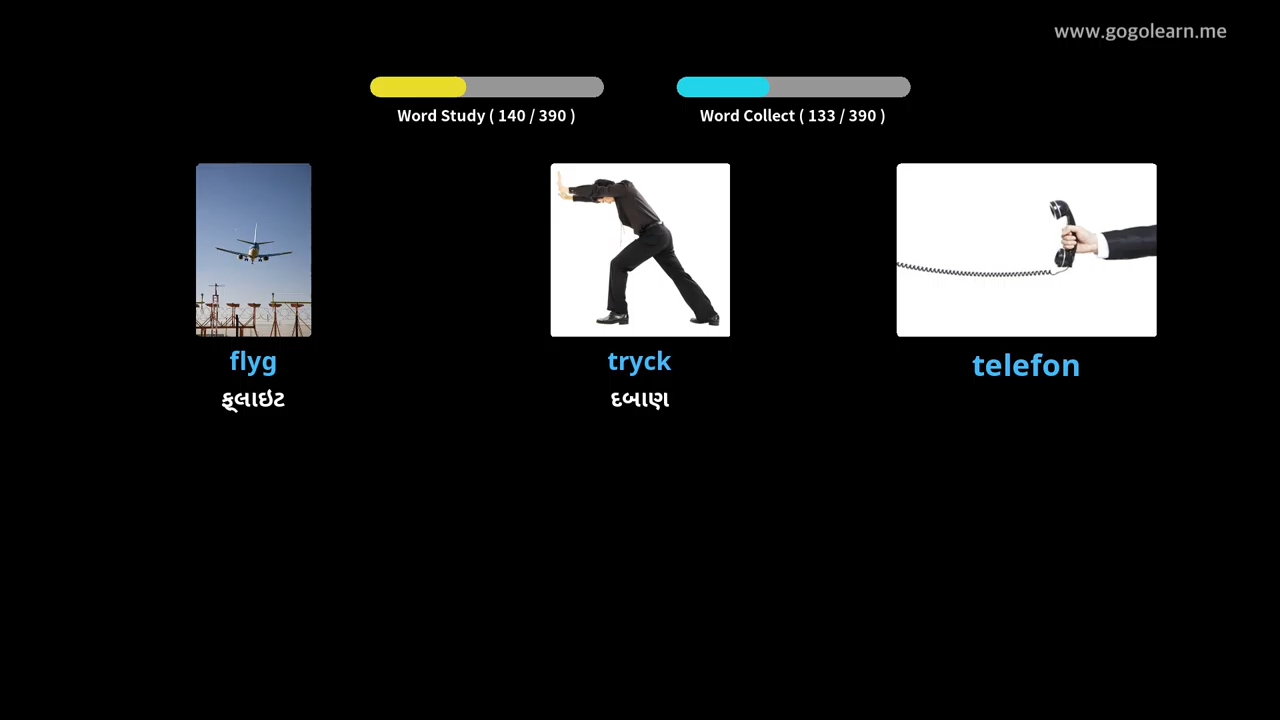 www.gogolearn.me
Word Study ( 140 / 390 )
Word Collect ( 133 / 390 )
flyg
tryck
telefon
ફ્લાઇટ
દબાણ